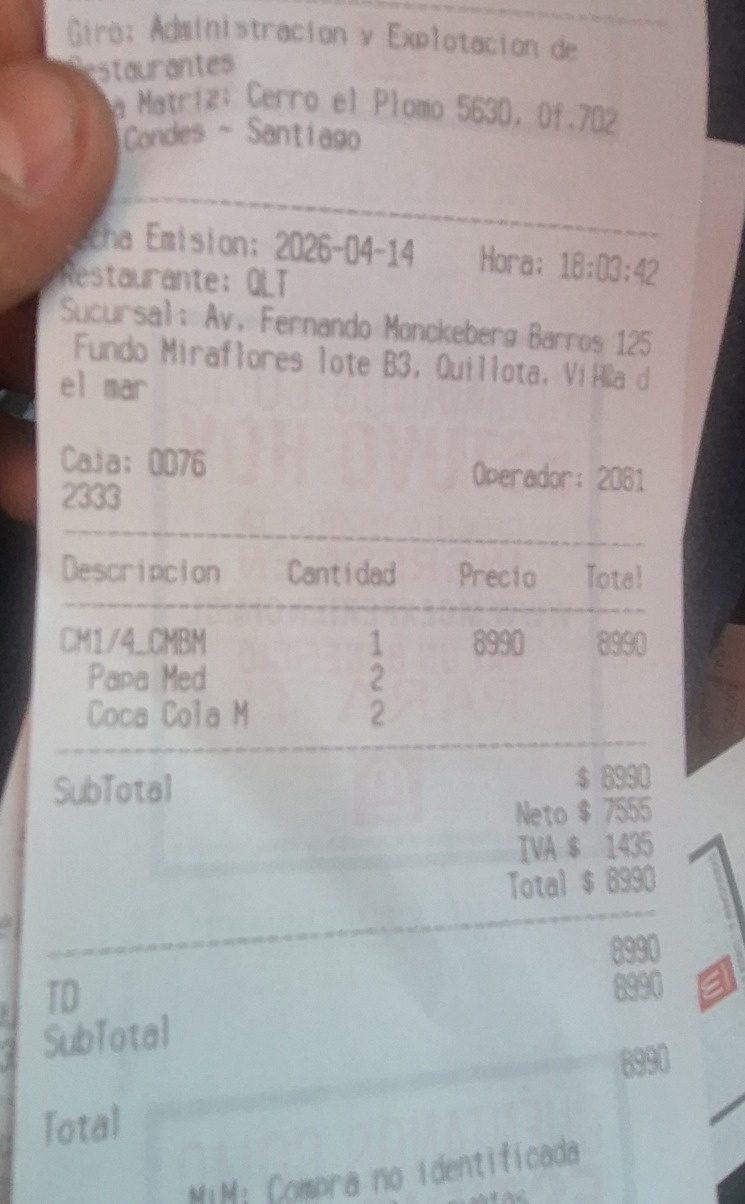 Giro: Administracion y Explotacion de
Restaurantes
Matriz: Cerro el Plomo 5630, Of.702
Condes - Santiago
Emision: 2026-04-14 Hora: 18:03:42
Restaurante: QLT
Sucursal: Av. Fernando Monckeberg Barros 125
Fundo Miraflores lote B3, Quillota, Viña d
el mar
Caja: 0076 Operador: 2081
2333
Descripcion Cantidad Precio Total
CM1/4_CMBM 1 8990 8990
Papa Med 2
Coca Cola M 2
SubTotal $ 8990
Neto $ 7555
IVA $ 1435
Total $ 8990
TD 8990
SubTotal 8990
Total 8990
MiM: Compra no identificada